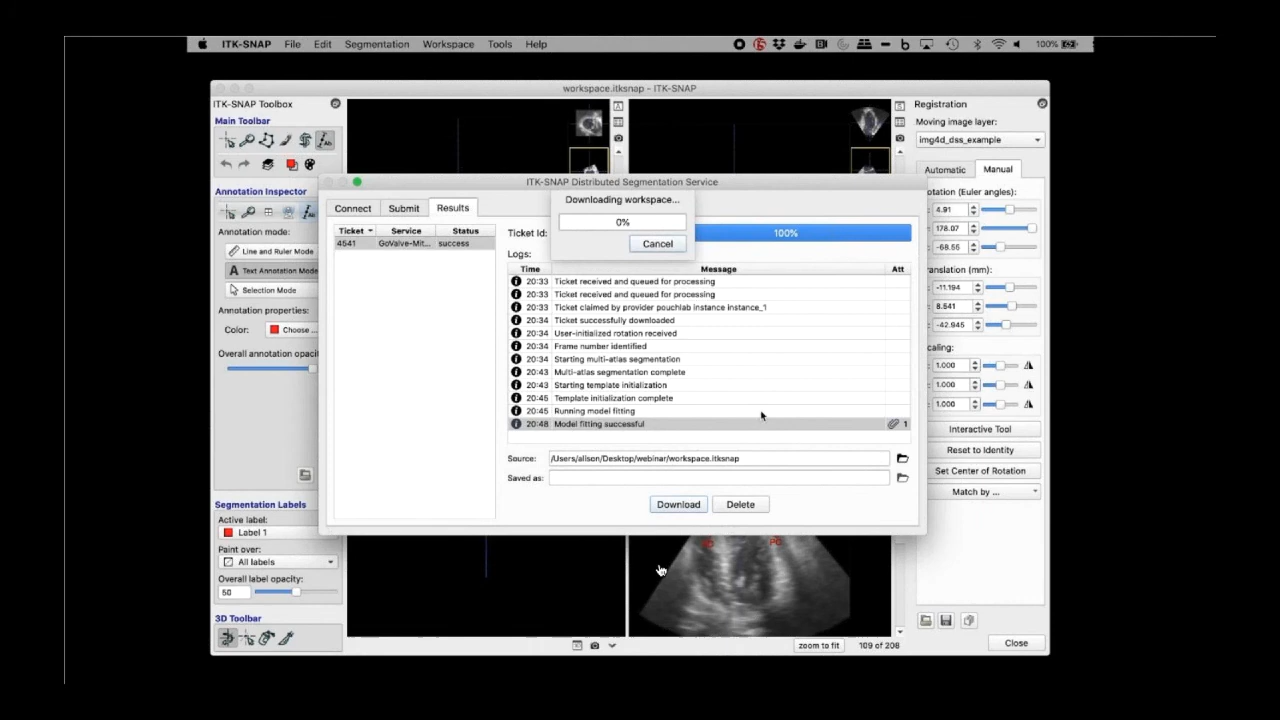 ITK-SNAP File Edit Segmentation Workspace Tools Help 100%
workspace.itksnap - ITK-SNAP
ITK-SNAP Toolbox
Main Toolbar
Annotation Inspector
Annotation mode:
Line and Ruler Mode
A Text Annotation Mode
Selection Mode
Annotation properties:
Color: Choose ...
Overall annotation opaci
Segmentation Labels
Active label:
Label 1
Paint over:
All labels
Overall label opacity:
50
3D Toolbar
ITK-SNAP Distributed Segmentation Service
Connect Submit Results
Downloading workspace...
0%
Cancel
Ticket Service Status
4541 GoValve-Mit... success
Ticket Id: 100%
Logs:
Time Message Att
20:33 Ticket received and queued for processing
20:33 Ticket received and queued for processing
20:33 Ticket claimed by provider pouchlab instance instance_1
20:34 Ticket successfully downloaded
20:34 User-initialized rotation received
20:34 Frame number identified
20:34 Starting multi-atlas segmentation
20:43 Multi-atlas segmentation complete
20:43 Starting template initialization
20:45 Template initialization complete
20:45 Running model fitting
20:48 Model fitting successful 1
Source: /Users/alison/Desktop/webinar/workspace.itksnap
Saved as:
Download Delete
PC
zoom to fit 109 of 208
Registration
Moving image layer:
img4d_dss_example
Automatic Manual
otation (Euler angles):
4.91
178.07
-68.55
anslation (mm):
-11.194
8.541
-42.945
caling:
1.000
1.000
1.000
Interactive Tool
Reset to Identity
Set Center of Rotation
Match by ...
Close